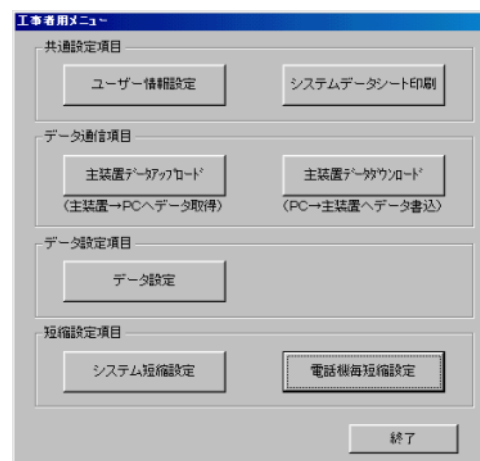 工事者用ﾒﾆｭｰ
共通設定項目
ユーザー情報設定
システムデータシート印刷
データ通信項目
主装置ﾃﾞｰﾀｱｯﾌﾟﾛｰﾄﾞ
主装置ﾃﾞｰﾀﾀﾞｳﾝﾛｰﾄﾞ
(主装置→PCへデータ取得)
(PC→主装置へデータ書込)
データ設定項目
データ設定
短縮設定項目
システム短縮設定
電話機毎短縮設定
終了